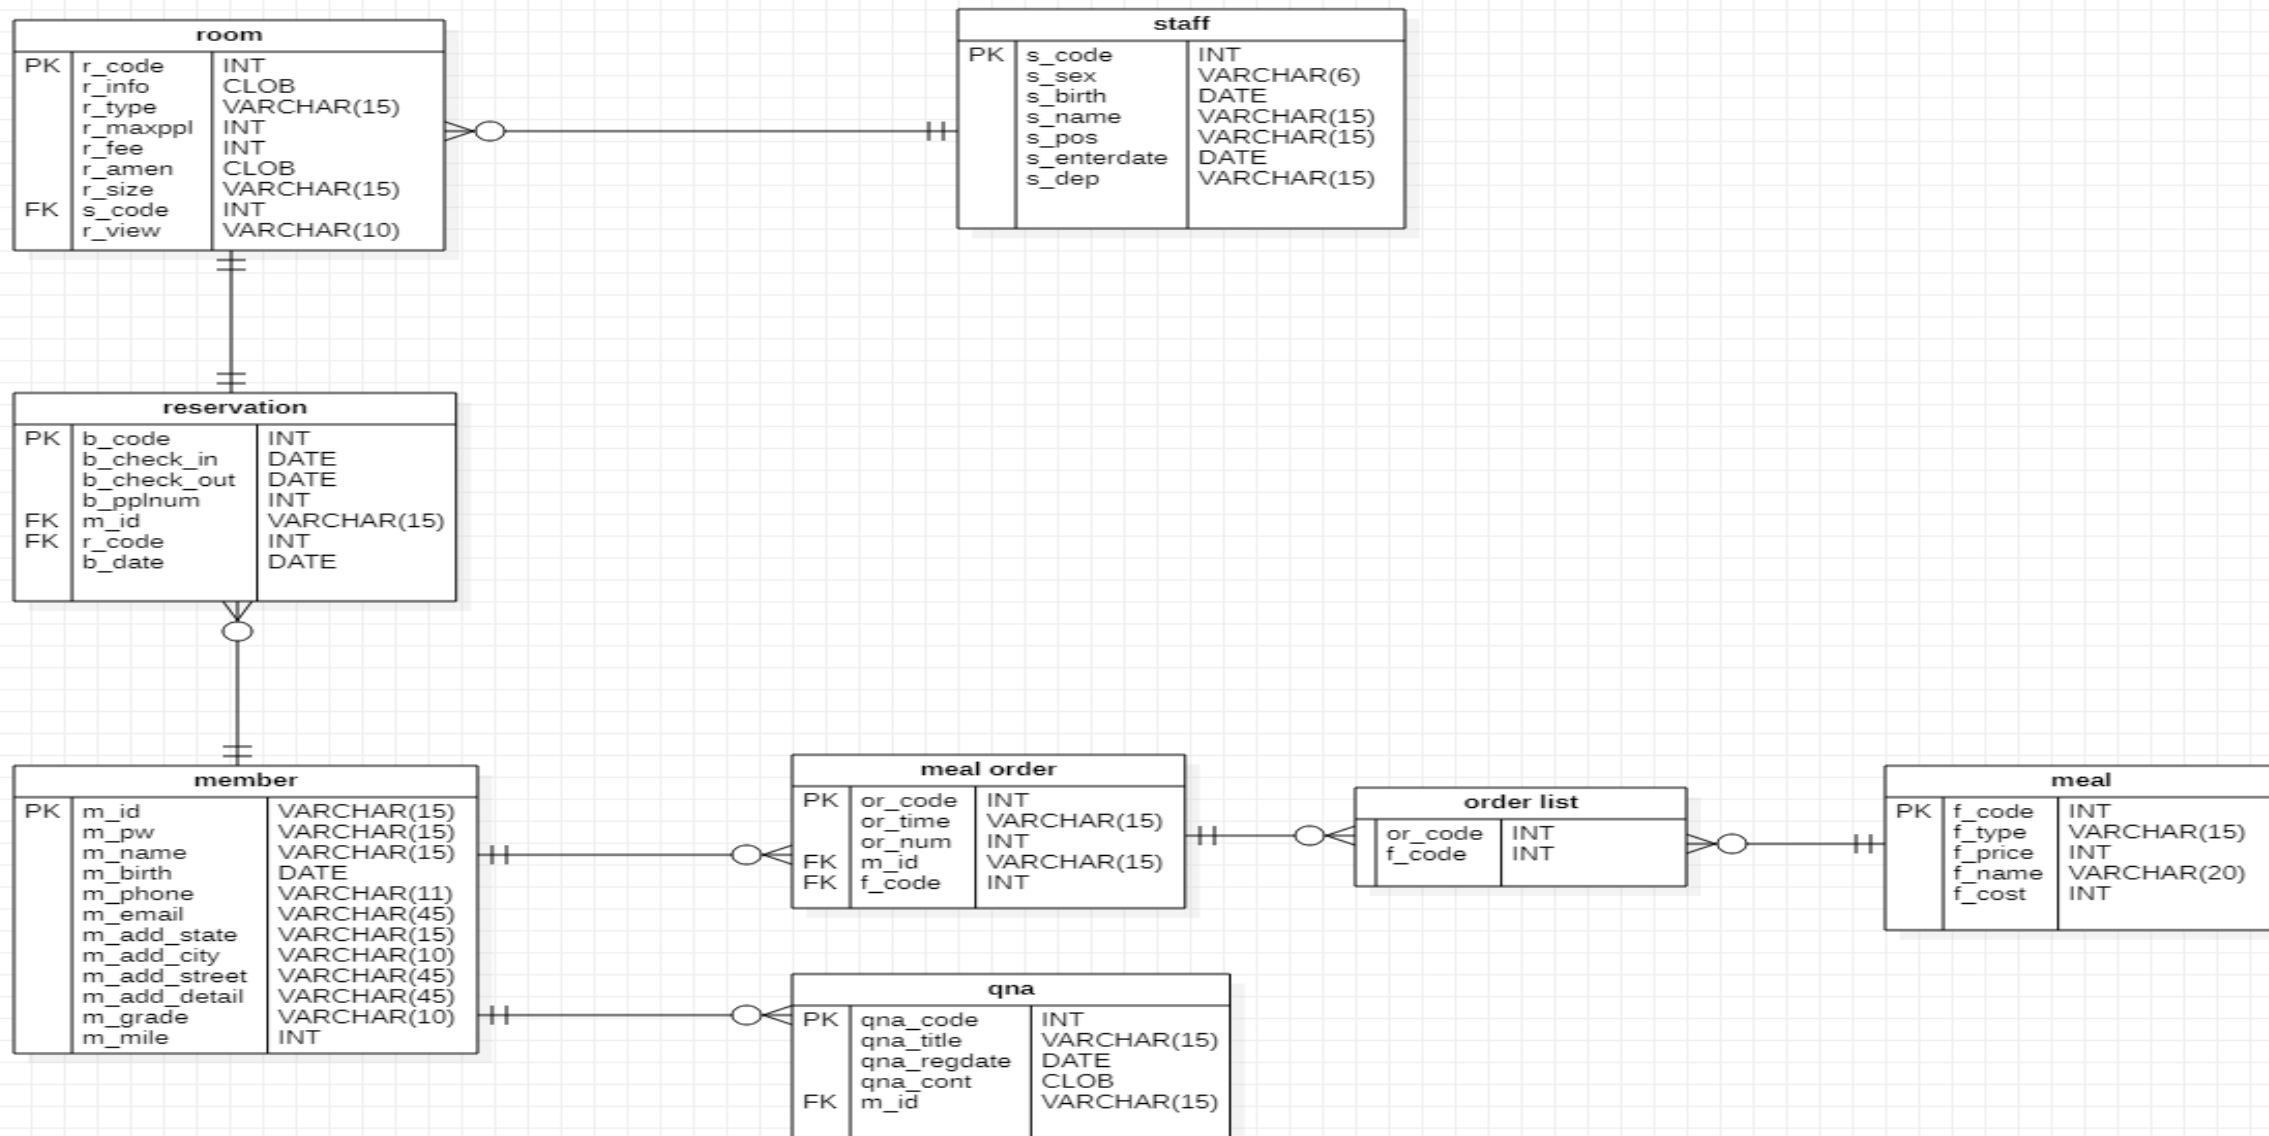 room
PK r_code INT
r_info CLOB
r_type VARCHAR(15)
r_maxppl INT
r_fee INT
r_amen CLOB
r_size VARCHAR(15)
FK s_code INT
r_view VARCHAR(10)
staff
PK s_code INT
s_sex VARCHAR(6)
s_birth DATE
s_name VARCHAR(15)
s_pos VARCHAR(15)
s_enterdate DATE
s_dep VARCHAR(15)
reservation
PK b_code INT
b_check_in DATE
b_check_out DATE
b_pplnum INT
FK m_id VARCHAR(15)
FK r_code INT
b_date DATE
member
PK m_id VARCHAR(15)
m_pw VARCHAR(15)
m_name VARCHAR(15)
m_birth DATE
m_phone VARCHAR(11)
m_email VARCHAR(45)
m_add_state VARCHAR(15)
m_add_city VARCHAR(10)
m_add_street VARCHAR(45)
m_add_detail VARCHAR(45)
m_grade VARCHAR(10)
m_mile INT
meal order
PK or_code INT
or_time VARCHAR(15)
or_num INT
FK m_id VARCHAR(15)
FK f_code INT
order list
or_code INT
f_code INT
meal
PK f_code INT
f_type VARCHAR(15)
f_price INT
f_name VARCHAR(20)
f_cost INT
qna
PK qna_code INT
qna_title VARCHAR(15)
qna_regdate DATE
qna_cont CLOB
FK m_id VARCHAR(15)